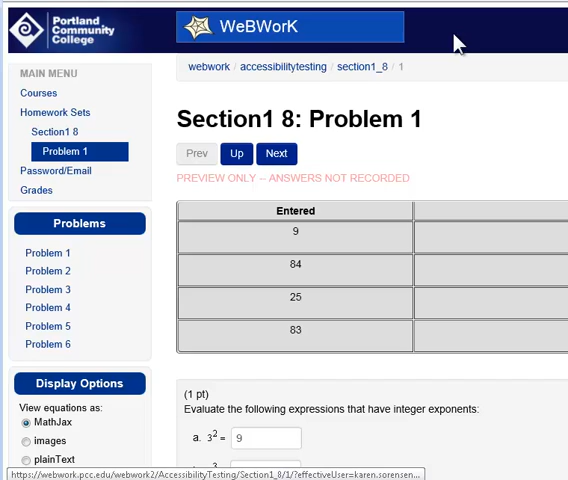 Portland
Community
College
WeBWorK
MAIN MENU
Courses
Homework Sets
Section1 8
Problem 1
Password/Email
Grades
Problems
Problem 1
Problem 2
Problem 3
Problem 4
Problem 5
Problem 6
Display Options
View equations as:
MathJax
images
plainText
webwork / accessibilitytesting / section1_8 / 1
Section1 8: Problem 1
Prev Up Next
PREVIEW ONLY -- ANSWERS NOT RECORDED
Entered
9
84
25
83
(1 pt)
Evaluate the following expressions that have integer exponents:
a. 3² = 9
https://webwork.pcc.edu/webwork2/AccessibilityTesting/Section1_8/1/?effectiveUser=karen.sorensen...